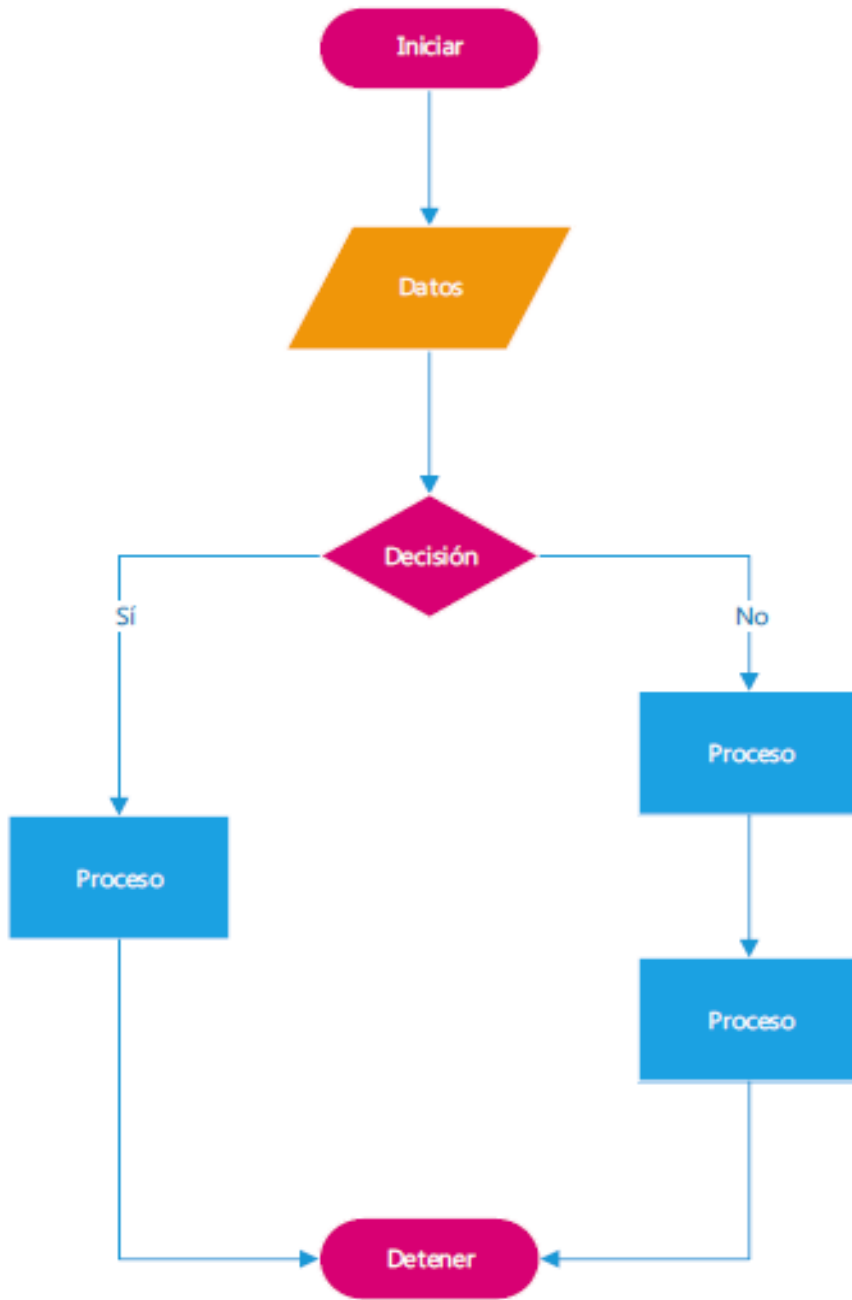 Iniciar
Datos
Decisión
Sí
No
Proceso
Proceso
Proceso
Detener